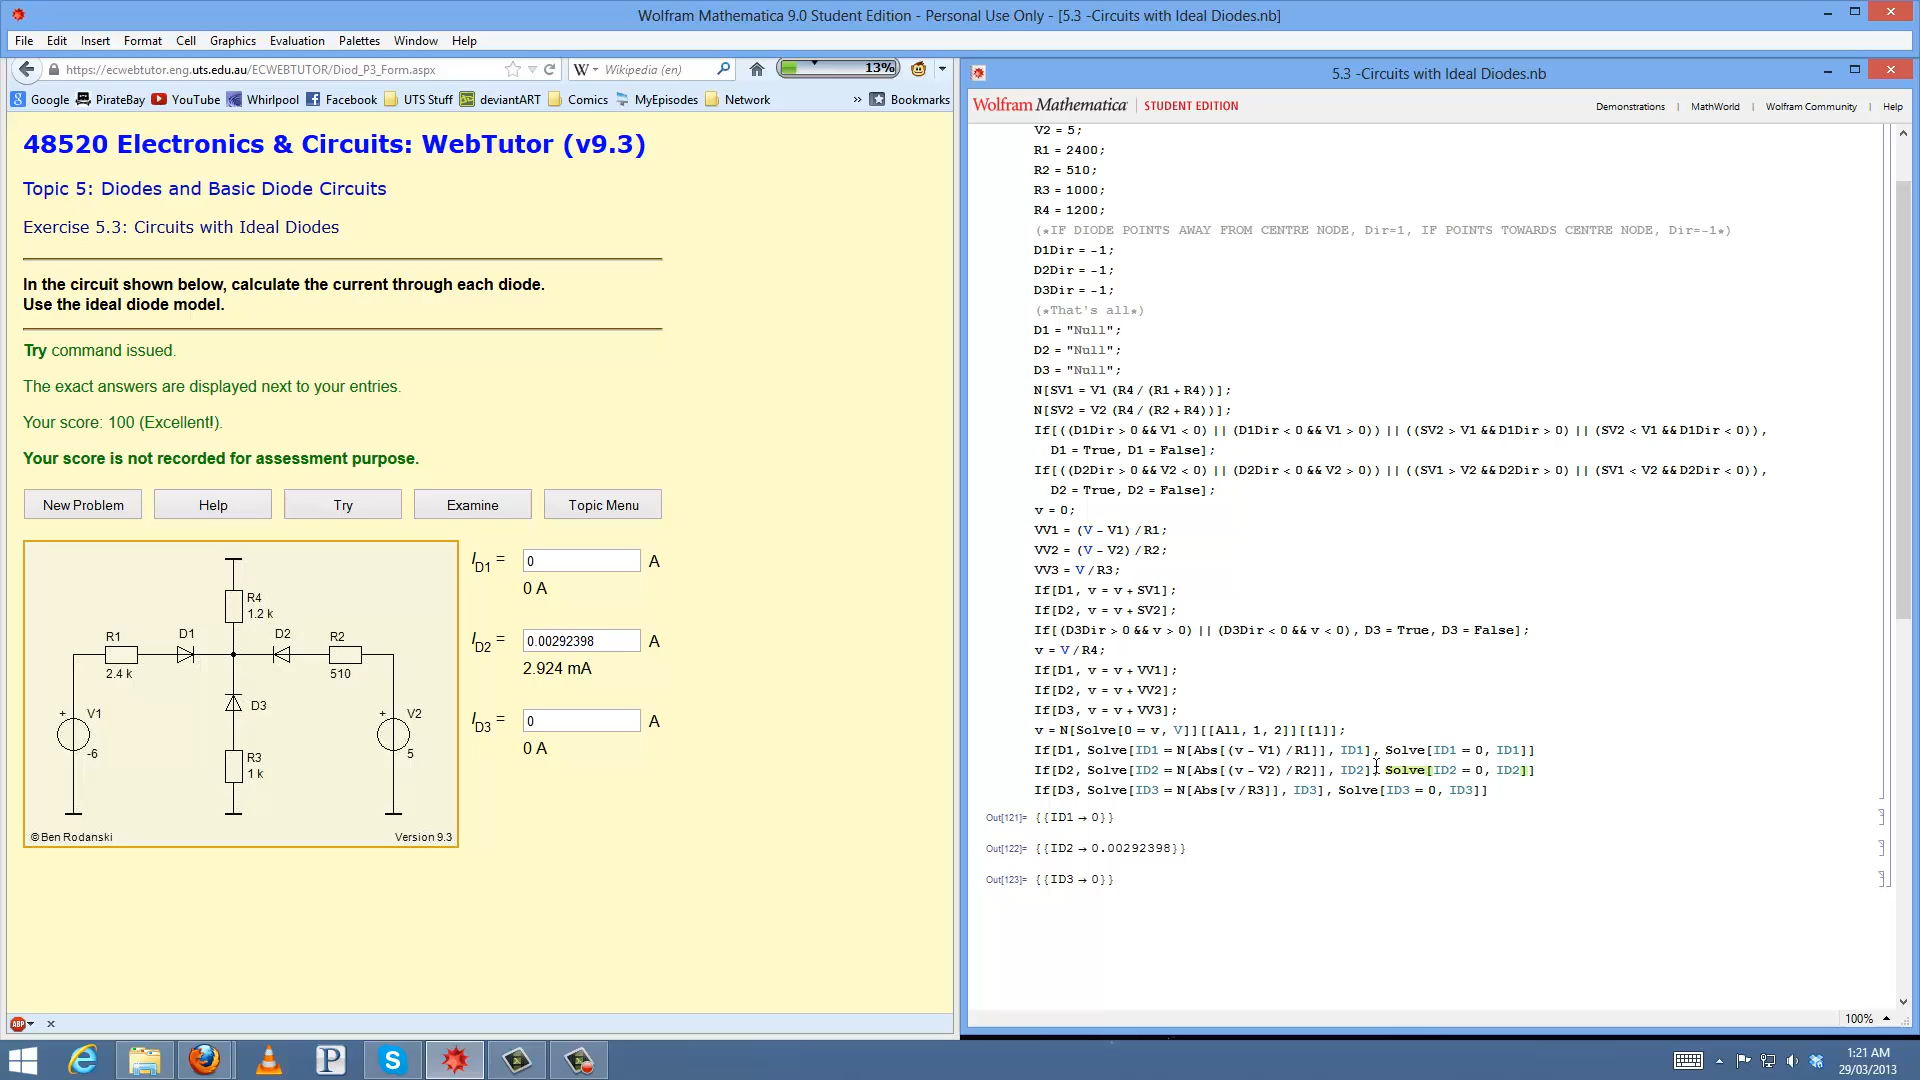 Wolfram Mathematica 9.0 Student Edition - Personal Use Only - [5.3 -Circuits with Ideal Diodes.nb]
File Edit Insert Format Cell Graphics Evaluation Palettes Window Help
https://ecwebtutor.eng.uts.edu.au/ECWEBTUTOR/Diod_P3_Form.aspx
Wikipedia (en)
13%
Google PirateBay YouTube Whirlpool Facebook UTS Stuff deviantART Comics MyEpisodes Network » Bookmarks
48520 Electronics & Circuits: WebTutor (v9.3)
Topic 5: Diodes and Basic Diode Circuits
Exercise 5.3: Circuits with Ideal Diodes
In the circuit shown below, calculate the current through each diode.
Use the ideal diode model.
Try command issued.
The exact answers are displayed next to your entries.
Your score: 100 (Excellent!).
Your score is not recorded for assessment purpose.
New Problem Help Try Examine Topic Menu
R4
1.2 k
R1 D1 D2 R2
2.4 k 510
D3
+ V1 + V2
-6 5
R3
1 k
©Ben Rodanski Version 9.3
ID1 = 0 A
0 A
ID2 = 0.00292398 A
2.924 mA
ID3 = 0 A
0 A
ABP
5.3 -Circuits with Ideal Diodes.nb
Wolfram Mathematica | STUDENT EDITION
Demonstrations | MathWorld | Wolfram Community | Help
V2 = 5;
R1 = 2400;
R2 = 510;
R3 = 1000;
R4 = 1200;
(*IF DIODE POINTS AWAY FROM CENTRE NODE, Dir=1, IF POINTS TOWARDS CENTRE NODE, Dir=-1*)
D1Dir = -1;
D2Dir = -1;
D3Dir = -1;
(*That's all*)
D1 = "Null";
D2 = "Null";
D3 = "Null";
N[SV1 = V1 (R4 / (R1 + R4))];
N[SV2 = V2 (R4 / (R2 + R4))];
If[((D1Dir > 0 && V1 < 0) || (D1Dir < 0 && V1 > 0)) || ((SV2 > V1 && D1Dir > 0) || (SV2 < V1 && D1Dir < 0)),
D1 = True, D1 = False];
If[((D2Dir > 0 && V2 < 0) || (D2Dir < 0 && V2 > 0)) || ((SV1 > V2 && D2Dir > 0) || (SV1 < V2 && D2Dir < 0)),
D2 = True, D2 = False];
v = 0;
VV1 = (V - V1) / R1;
VV2 = (V - V2) / R2;
VV3 = V / R3;
If[D1, v = v + SV1];
If[D2, v = v + SV2];
If[(D3Dir > 0 && v > 0) || (D3Dir < 0 && v < 0), D3 = True, D3 = False];
v = V / R4;
If[D1, v = v + VV1];
If[D2, v = v + VV2];
If[D3, v = v + VV3];
v = N[Solve[0 == v, V]][[All, 1, 2]][[1]];
If[D1, Solve[ID1 == N[Abs[(v - V1) / R1]], ID1], Solve[ID1 == 0, ID1]]
If[D2, Solve[ID2 == N[Abs[(v - V2) / R2]], ID2], Solve[ID2 == 0, ID2]]
If[D3, Solve[ID3 == N[Abs[v / R3]], ID3], Solve[ID3 == 0, ID3]]
Out[121]= {{ID1 → 0}}
Out[122]= {{ID2 → 0.00292398}}
Out[123]= {{ID3 → 0}}
100%
1:21 AM
29/03/2013